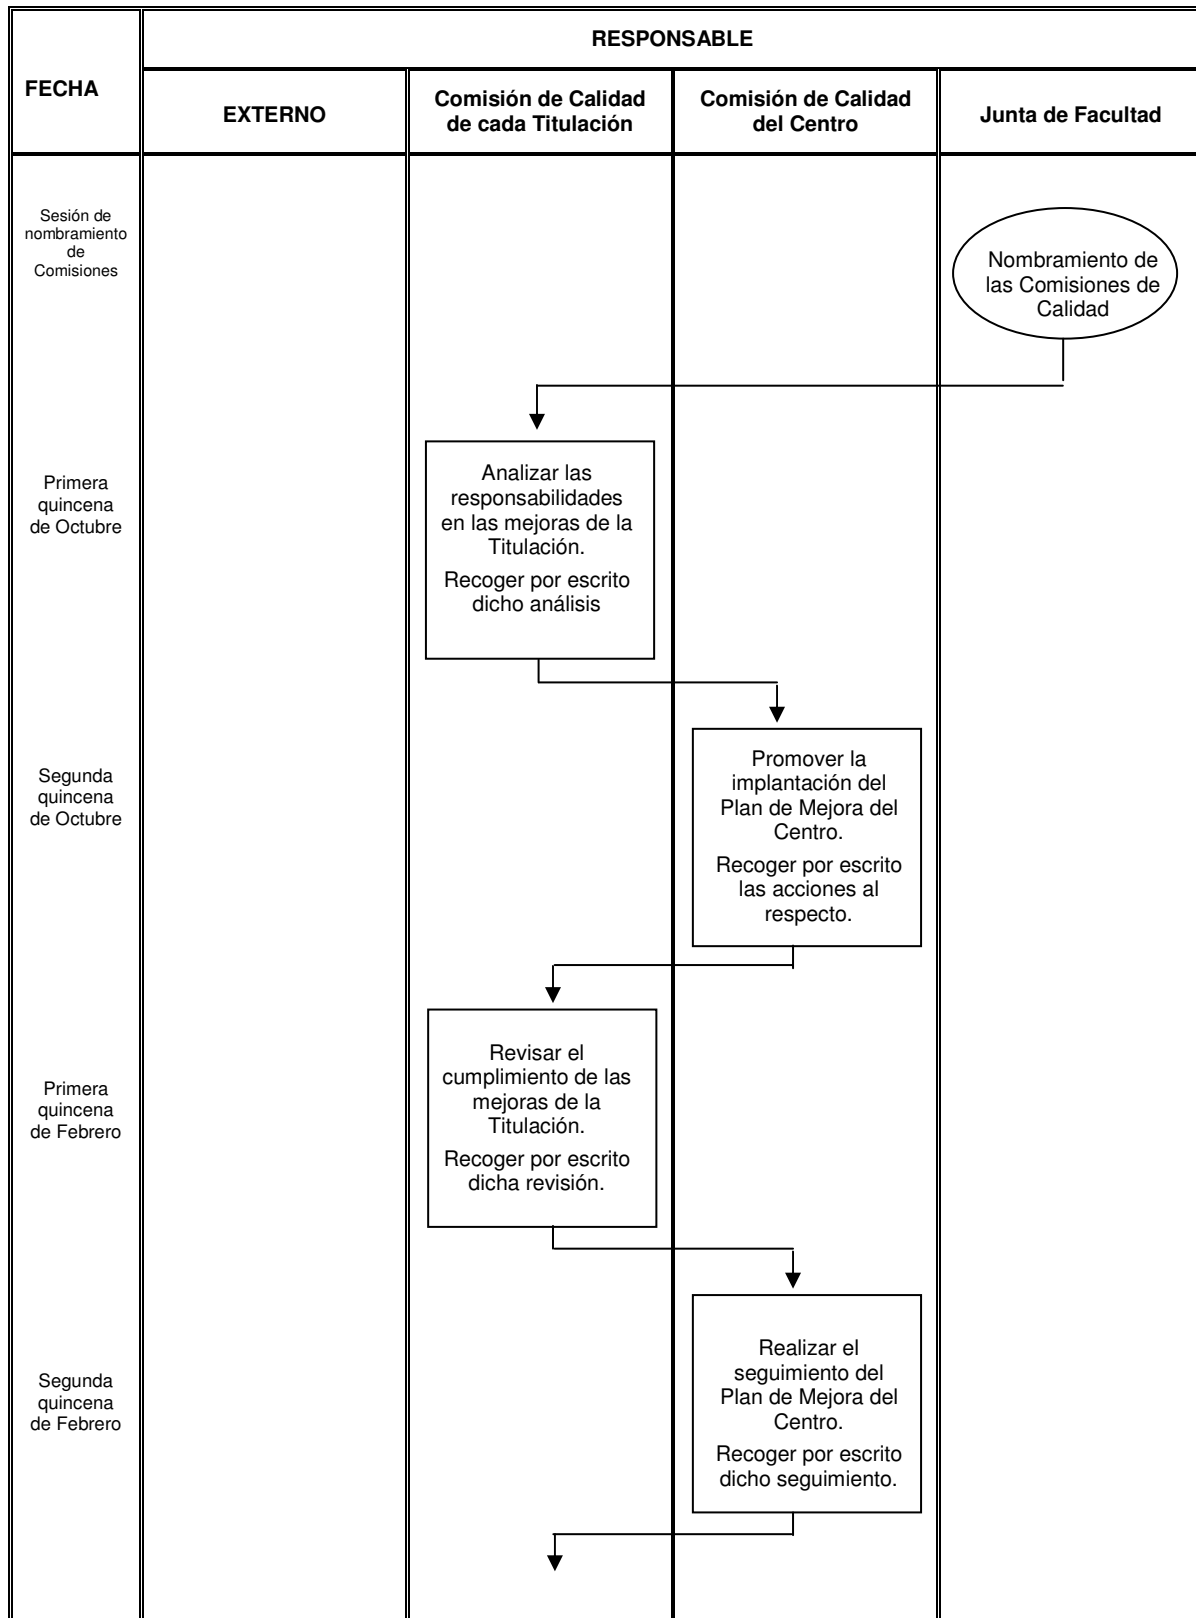 RESPONSABLE
FECHA
EXTERNO
Comisión de Calidad
de cada Titulación
Comisión de Calidad
del Centro
Junta de Facultad
Sesión de
nombramiento
de
Comisiones
Nombramiento de
las Comisiones de
Calidad
Primera
quincena
de Octubre
Analizar las
responsabilidades
en las mejoras de la
Titulación.
Recoger por escrito
dicho análisis
Segunda
quincena
de Octubre
Promover la
implantación del
Plan de Mejora del
Centro.
Recoger por escrito
las acciones al
respecto.
Primera
quincena
de Febrero
Revisar el
cumplimiento de las
mejoras de la
Titulación.
Recoger por escrito
dicha revisión.
Segunda
quincena
de Febrero
Realizar el
seguimiento del
Plan de Mejora del
Centro.
Recoger por escrito
dicho seguimiento.